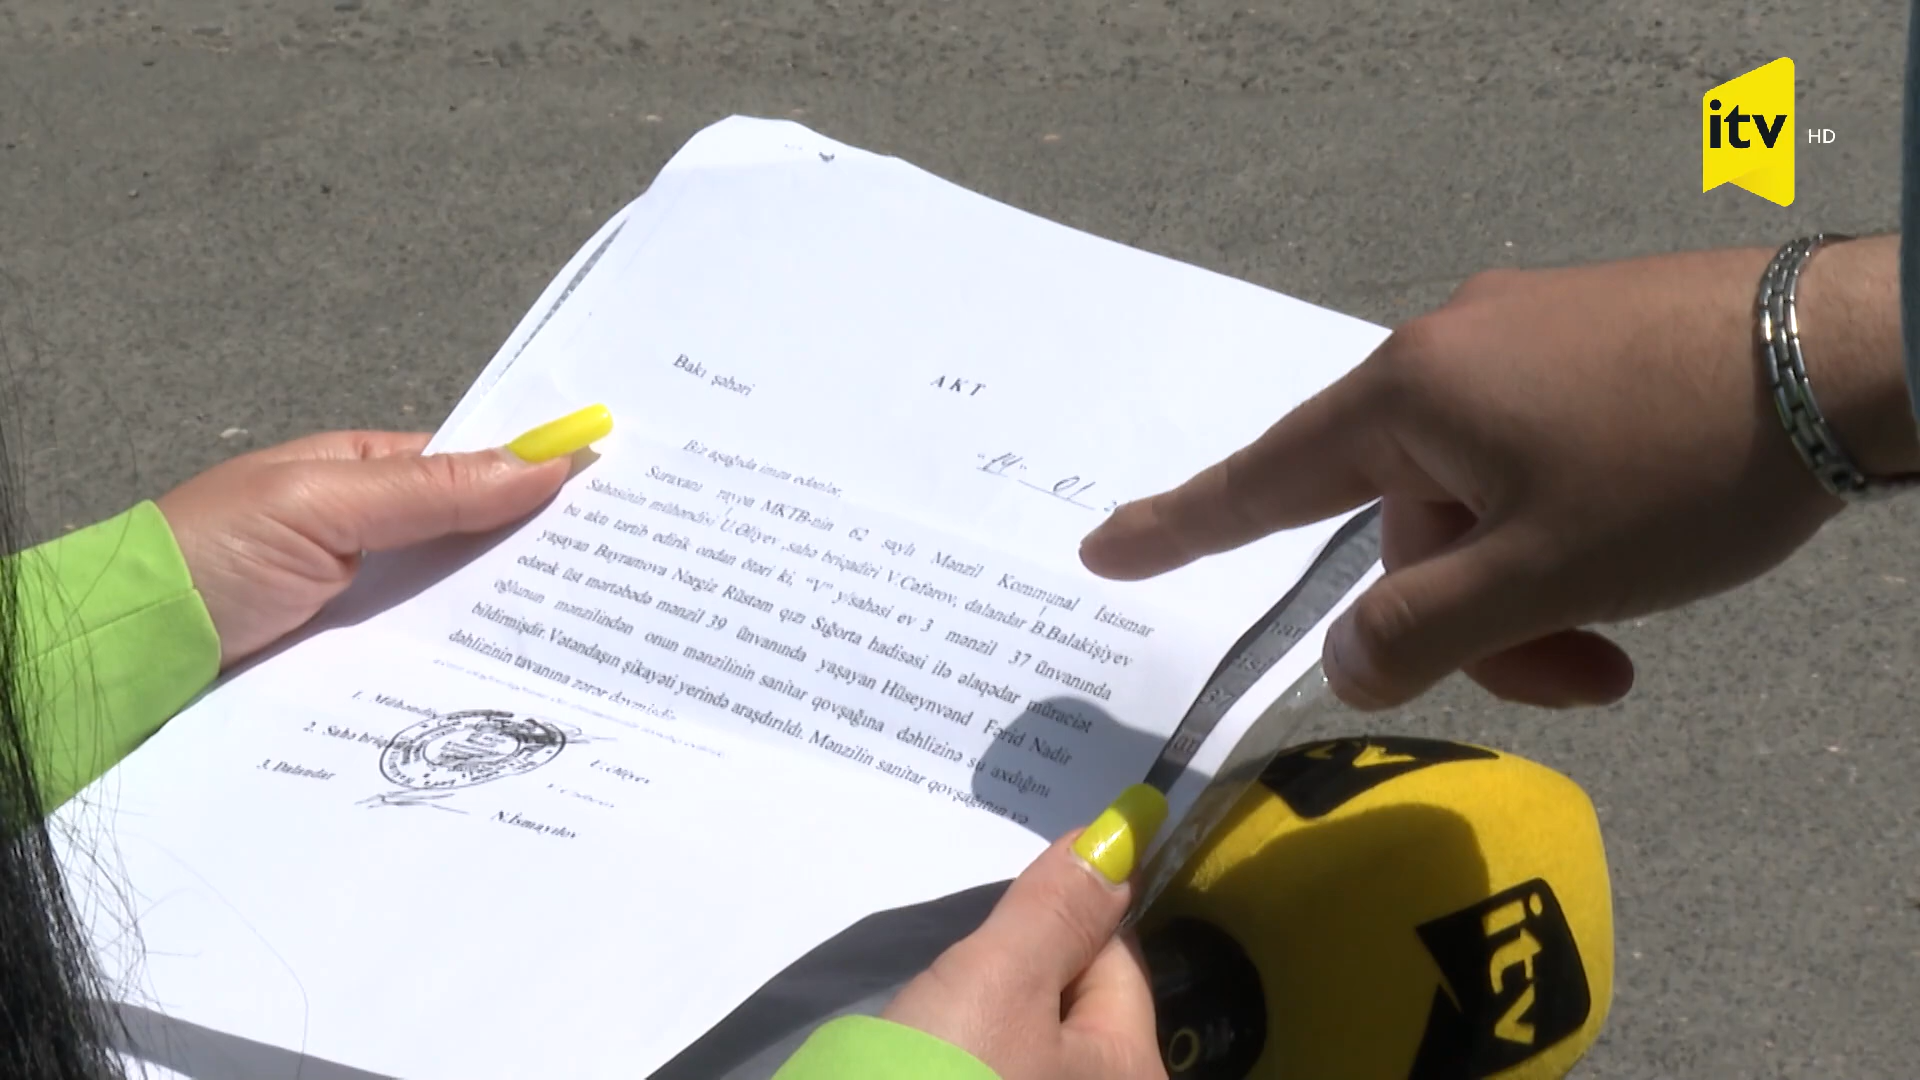 itv HD
Bakı şəhəri
AKT
"14" 01
Biz aşağıda imza edənlər,
Suraxanı rayon MKTB-nin 62 saylı Mənzil Kommunal İstismar
Sahəsinin mühəndisi U.Əliyev ,sahə briqadiri V.Cəfərov, dalandar B.Balakişiyev
bu aktı tərtib edirik ondan ötəri ki, "V" y/sahəsi ev 3 mənzil 37 ünvanında
yaşayan Bayramova Nərgiz Rüstəm qızı Sığorta hadisəsi ilə əlaqədar müraciət
edərək üst mərtəbədə mənzil 39 ünvanında yaşayan Hüseynvənd Fərid Nadir
oğlunun mənzilindən onun mənzilinin sanitar qovşağına dəhlizinə su axdığını
bildirmişdir.Vətəndaşın şikayəti yerində araşdırıldı. Mənzilin sanitar qovşağının və
dəhlizinin tavanına zərər dəymişdir.
1. Mühəndis
2. Sahə
3. Dalandar
N.İsmayılov
37
itv